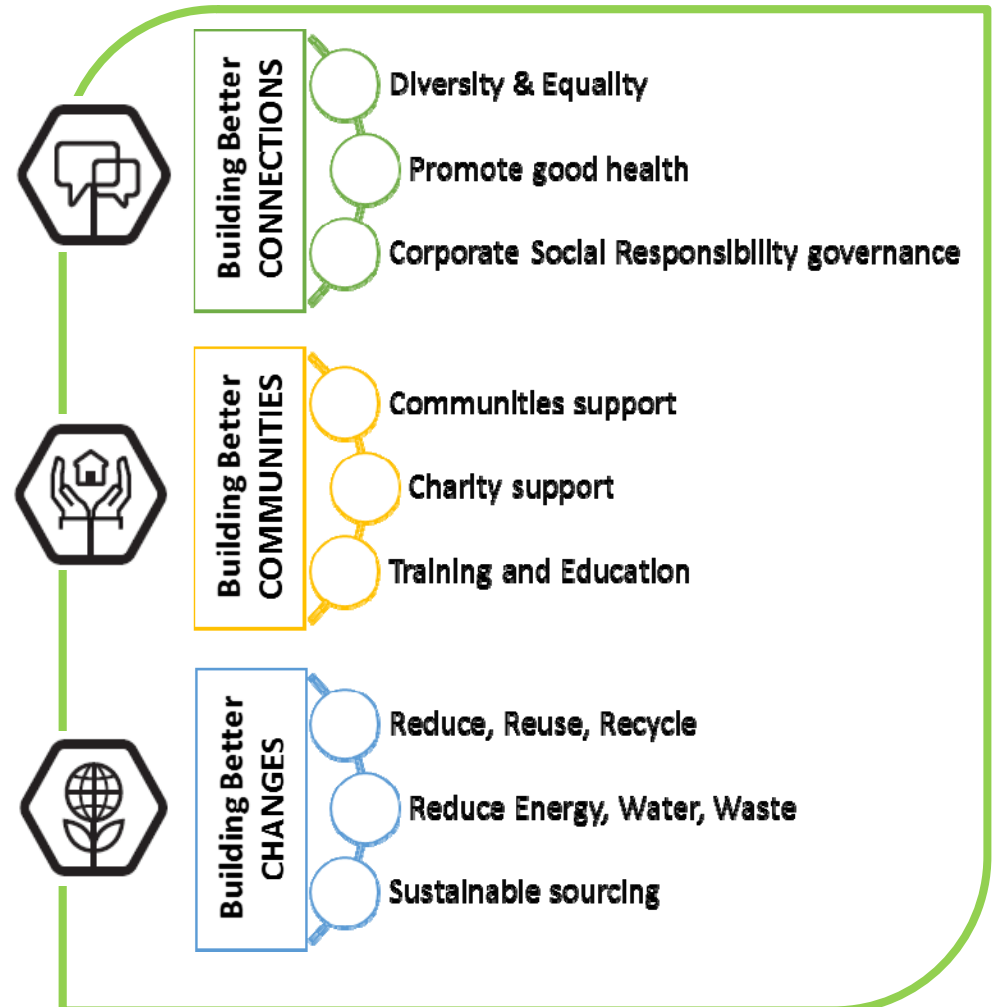 Building Better
CONNECTIONS
Diversity & Equality
Promote good health
Corporate Social Responsibility governance
Building Better
COMMUNITIES
Communities support
Charity support
Training and Education
Building Better
CHANGES
Reduce, Reuse, Recycle
Reduce Energy, Water, Waste
Sustainable sourcing